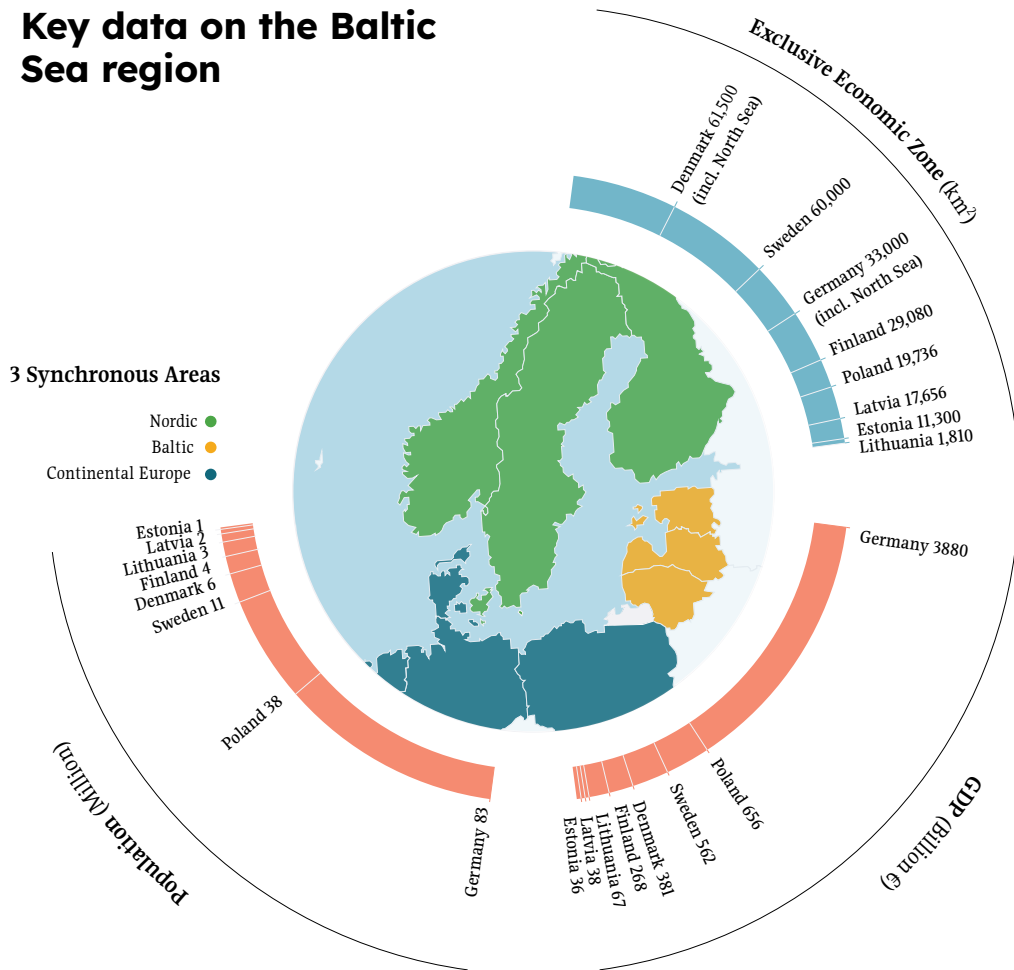 Key data on the Baltic
Sea region
Exclusive Economic Zone (km²)
Denmark 61,500
(incl. North Sea)
Sweden 60,000
Germany 33,000
(incl. North Sea)
Finland 29,080
Poland 19,736
Latvia 17,656
Estonia 11,300
Lithuania 1,810
3 Synchronous Areas
Nordic
Baltic
Continental Europe
Estonia 1
Latvia 2
Lithuania 3
Finland 4
Denmark 6
Sweden 11
Poland 38
Germany 83
Population (Million)
Germany 3880
Poland 656
Sweden 562
Denmark 381
Finland 268
Lithuania 67
Latvia 38
Estonia 36
GDP (Billion €)